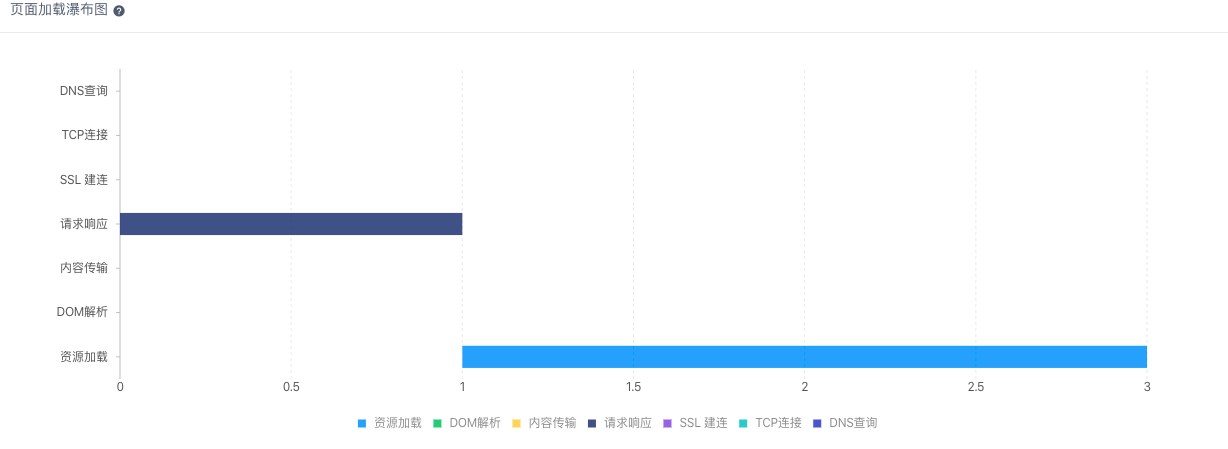 页面加载瀑布图 ?
DNS查询
TCP连接
SSL 建连
请求响应
内容传输
DOM解析
资源加载
0 0.5 1 1.5 2 2.5 3
资源加载 DOM解析 内容传输 请求响应 SSL 建连 TCP连接 DNS查询